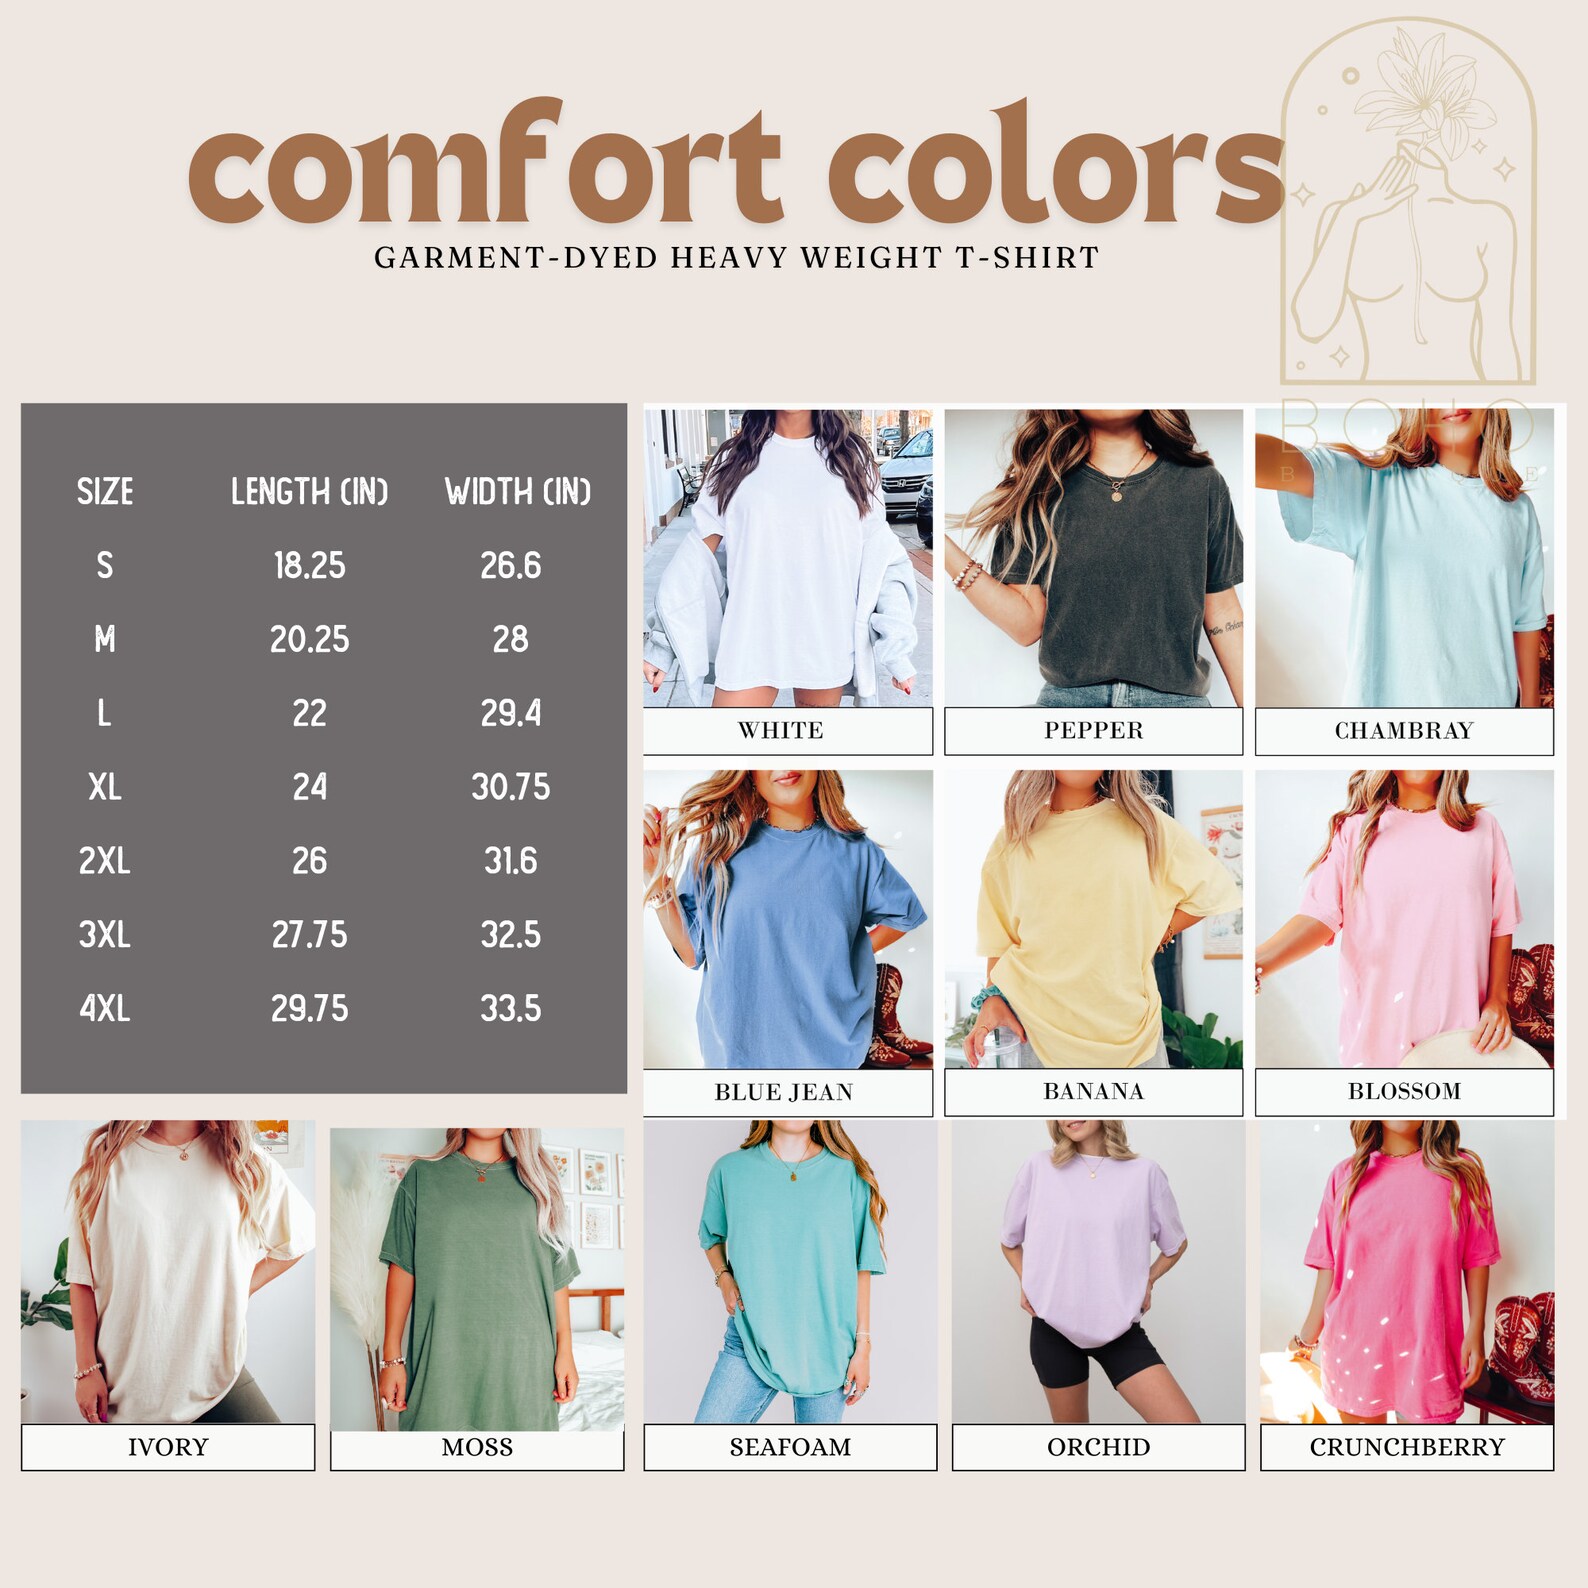 comfort colors
GARMENT-DYED HEAVY WEIGHT T-SHIRT
BOHO
SIZE LENGTH (IN) WIDTH (IN)
S 18.25 26.6
M 20.25 28
L 22 29.4
XL 24 30.75
2XL 26 31.6
3XL 27.75 32.5
4XL 29.75 33.5
WHITE PEPPER CHAMBRAY
BLUE JEAN BANANA BLOSSOM
IVORY MOSS SEAFOAM ORCHID CRUNCHBERRY